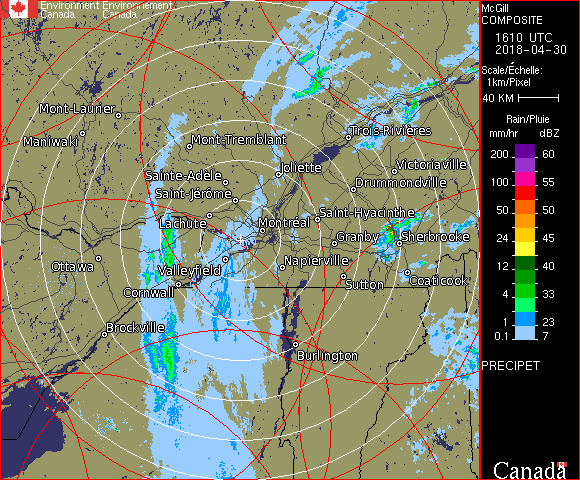 Environment Environnement
Canada Canada
McGill
COMPOSITE
1610 UTC
2018-04-30
Scale/Échelle:
1km/Pixel
40 KM
Rain/Pluie
mm/hr dBZ
200 60
100 55
50 50
24 45
12 40
4 33
1 23
0.1 7
PRECIPET
Canada
Mont-Laurier
Maniwaki
Mont-Tremblant
Trois-Rivières
Joliette
Victoriaville
Sainte-Adèle
Drummondville
Saint-Jérôme
Saint-Hyacinthe
Lachute
Montréal
Granby
Sherbrooke
Ottawa
Valleyfield
Napierville
Sutton
Coaticook
Cornwall
Brockville
Burlington